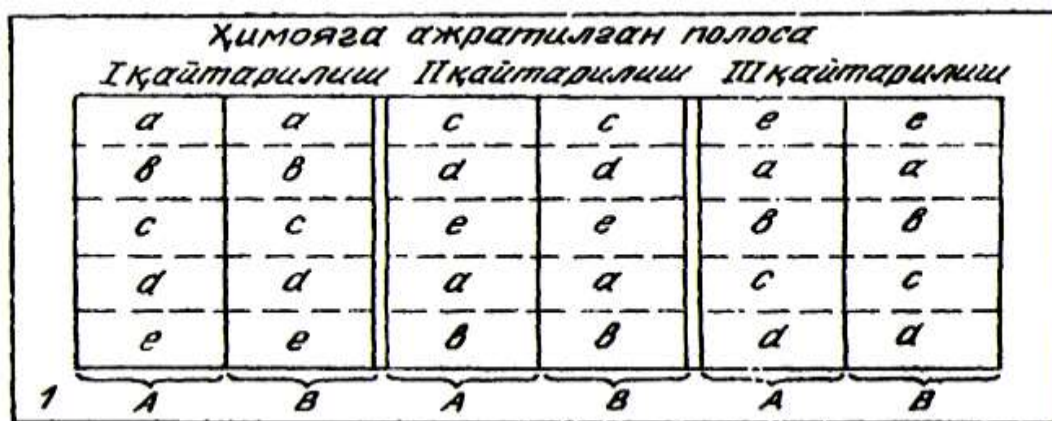 Ҳимояга ажратилган полоса
I қайтарилиш II қайтарилиш III қайтарилиш
а а с с е е
в в d d а а
с с е е в в
d d а а с с
е е в в d d
1 А В А В А В